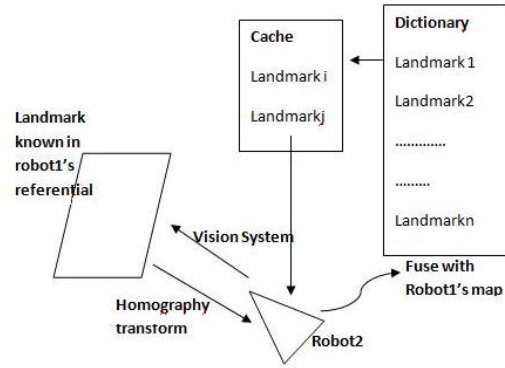 Cache
Landmark i
Landmarkj
Dictionary
Landmark 1
Landmark2
.............
.........
Landmarkn
Landmark
known in
robot1's
referential
Vision System
Homography
transform
Robot2
Fuse with
Robot1's map